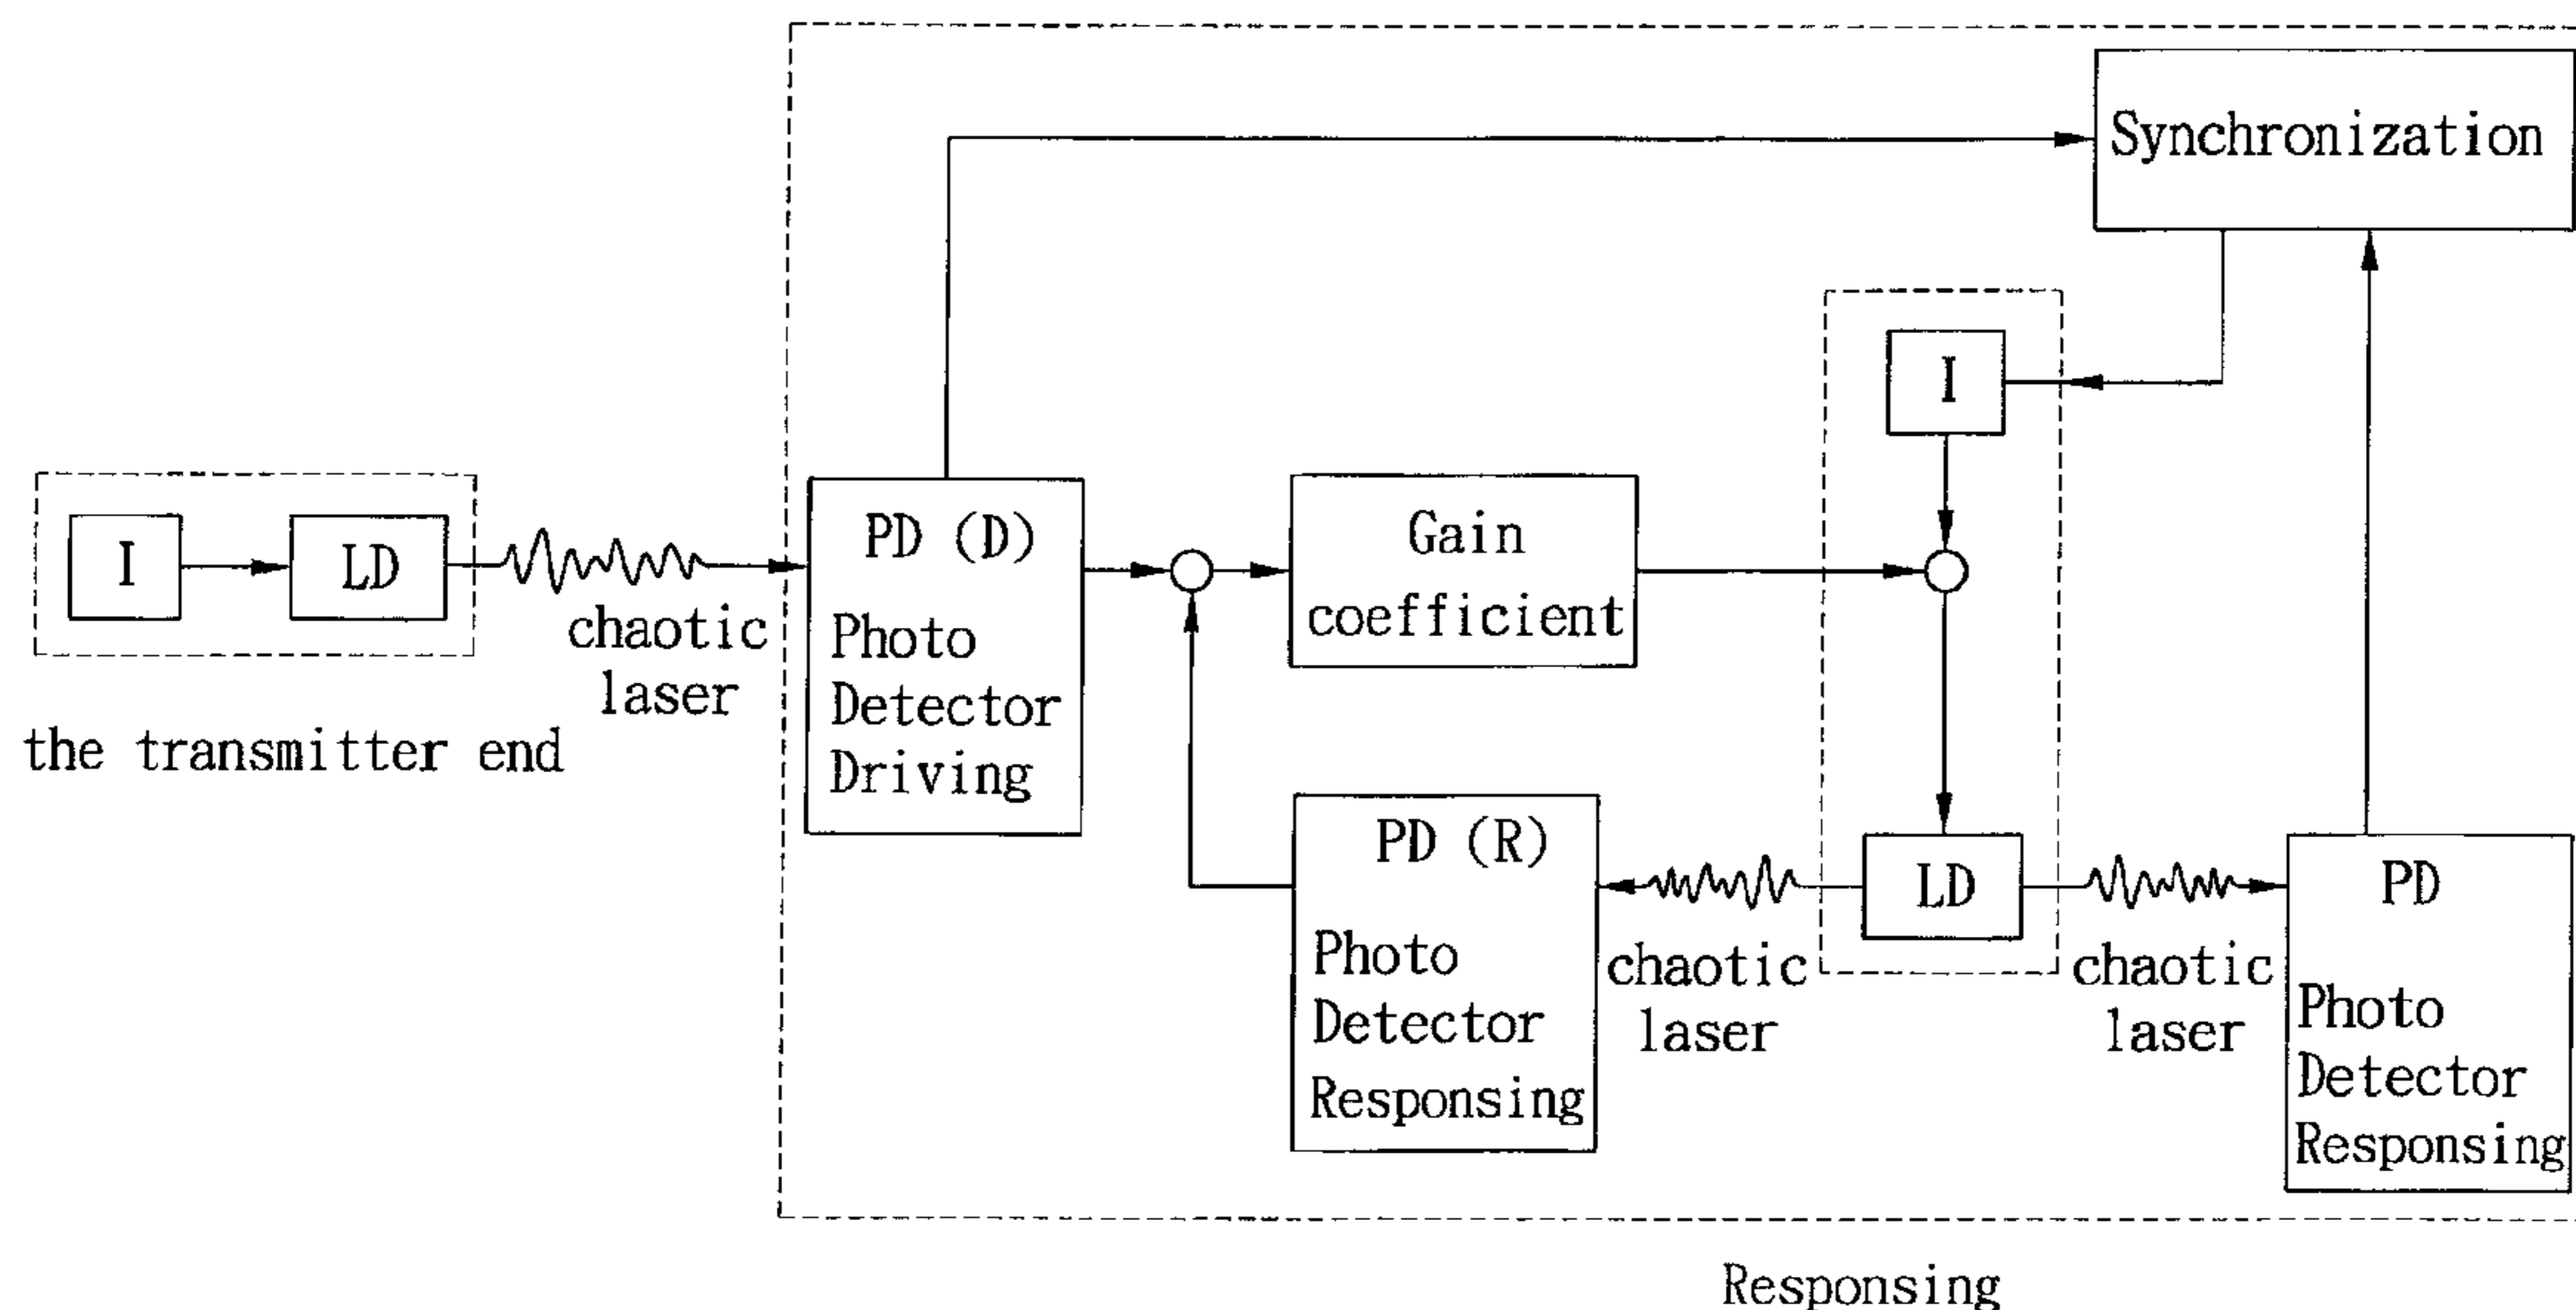 Synchronization
I
I
LD
chaotic
laser
the transmitter end
PD (D)
Photo
Detector
Driving
Gain
coefficient
PD (R)
Photo
Detector
Responsing
chaotic
laser
LD
chaotic
laser
PD
Photo
Detector
Responsing
Responsing